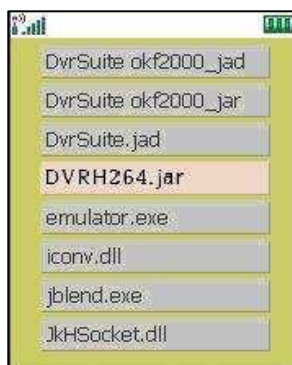 DvrSuite okf2000_jad
DvrSuite okf2000_jar
DvrSuite.jad
DVRH264.jar
emulator.exe
iconv.dll
jblend.exe
JkHSocket.dll